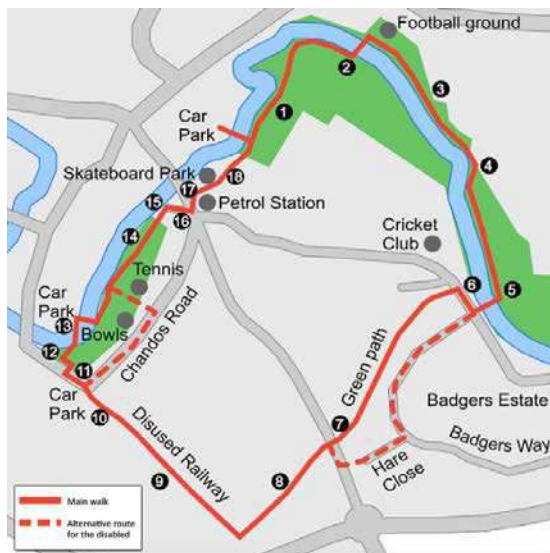 Football ground
2
3
1
Car
Park
4
Skateboard Park
18
17
Petrol Station
15
16
14
Cricket
Club
Tennis
6
5
Car
Park
13
Bowls
Chandos Road
12
11
Green path
Car
Park
10
Badgers Estate
Disused Railway
7
Badgers Way
Hare
Close
9
8
Main walk
Alternative route
for the disabled